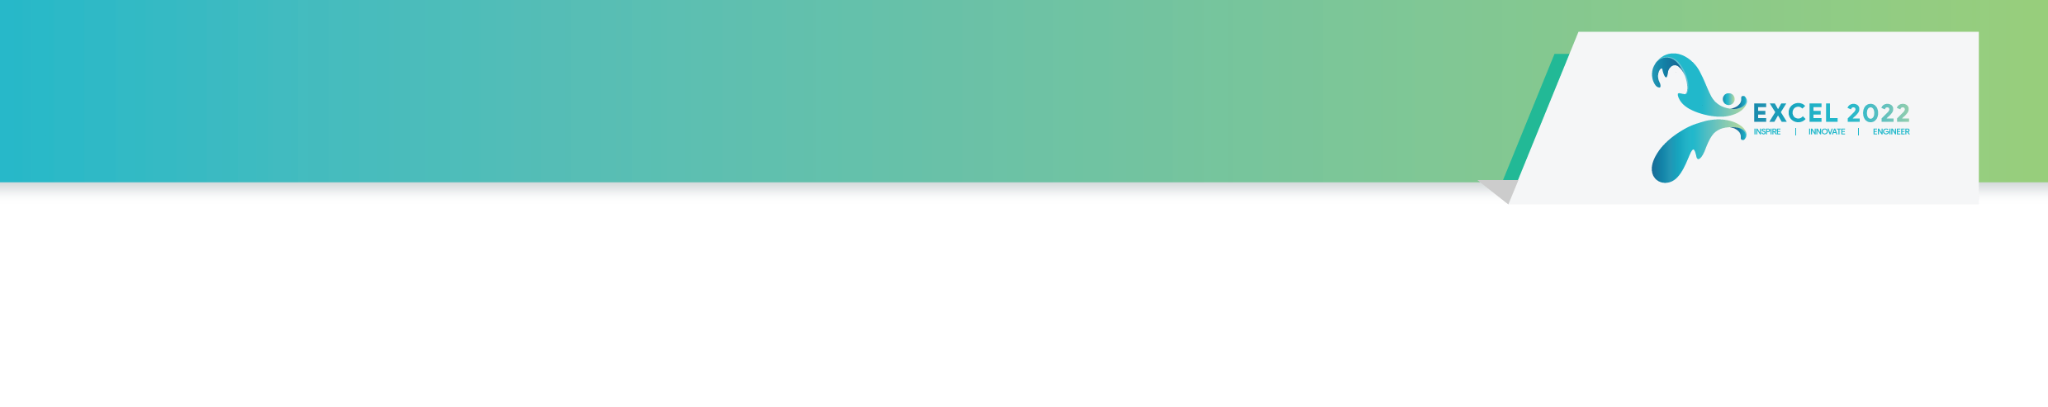 EXCEL 2022
INSPIRE | INNOVATE | ENGINEER